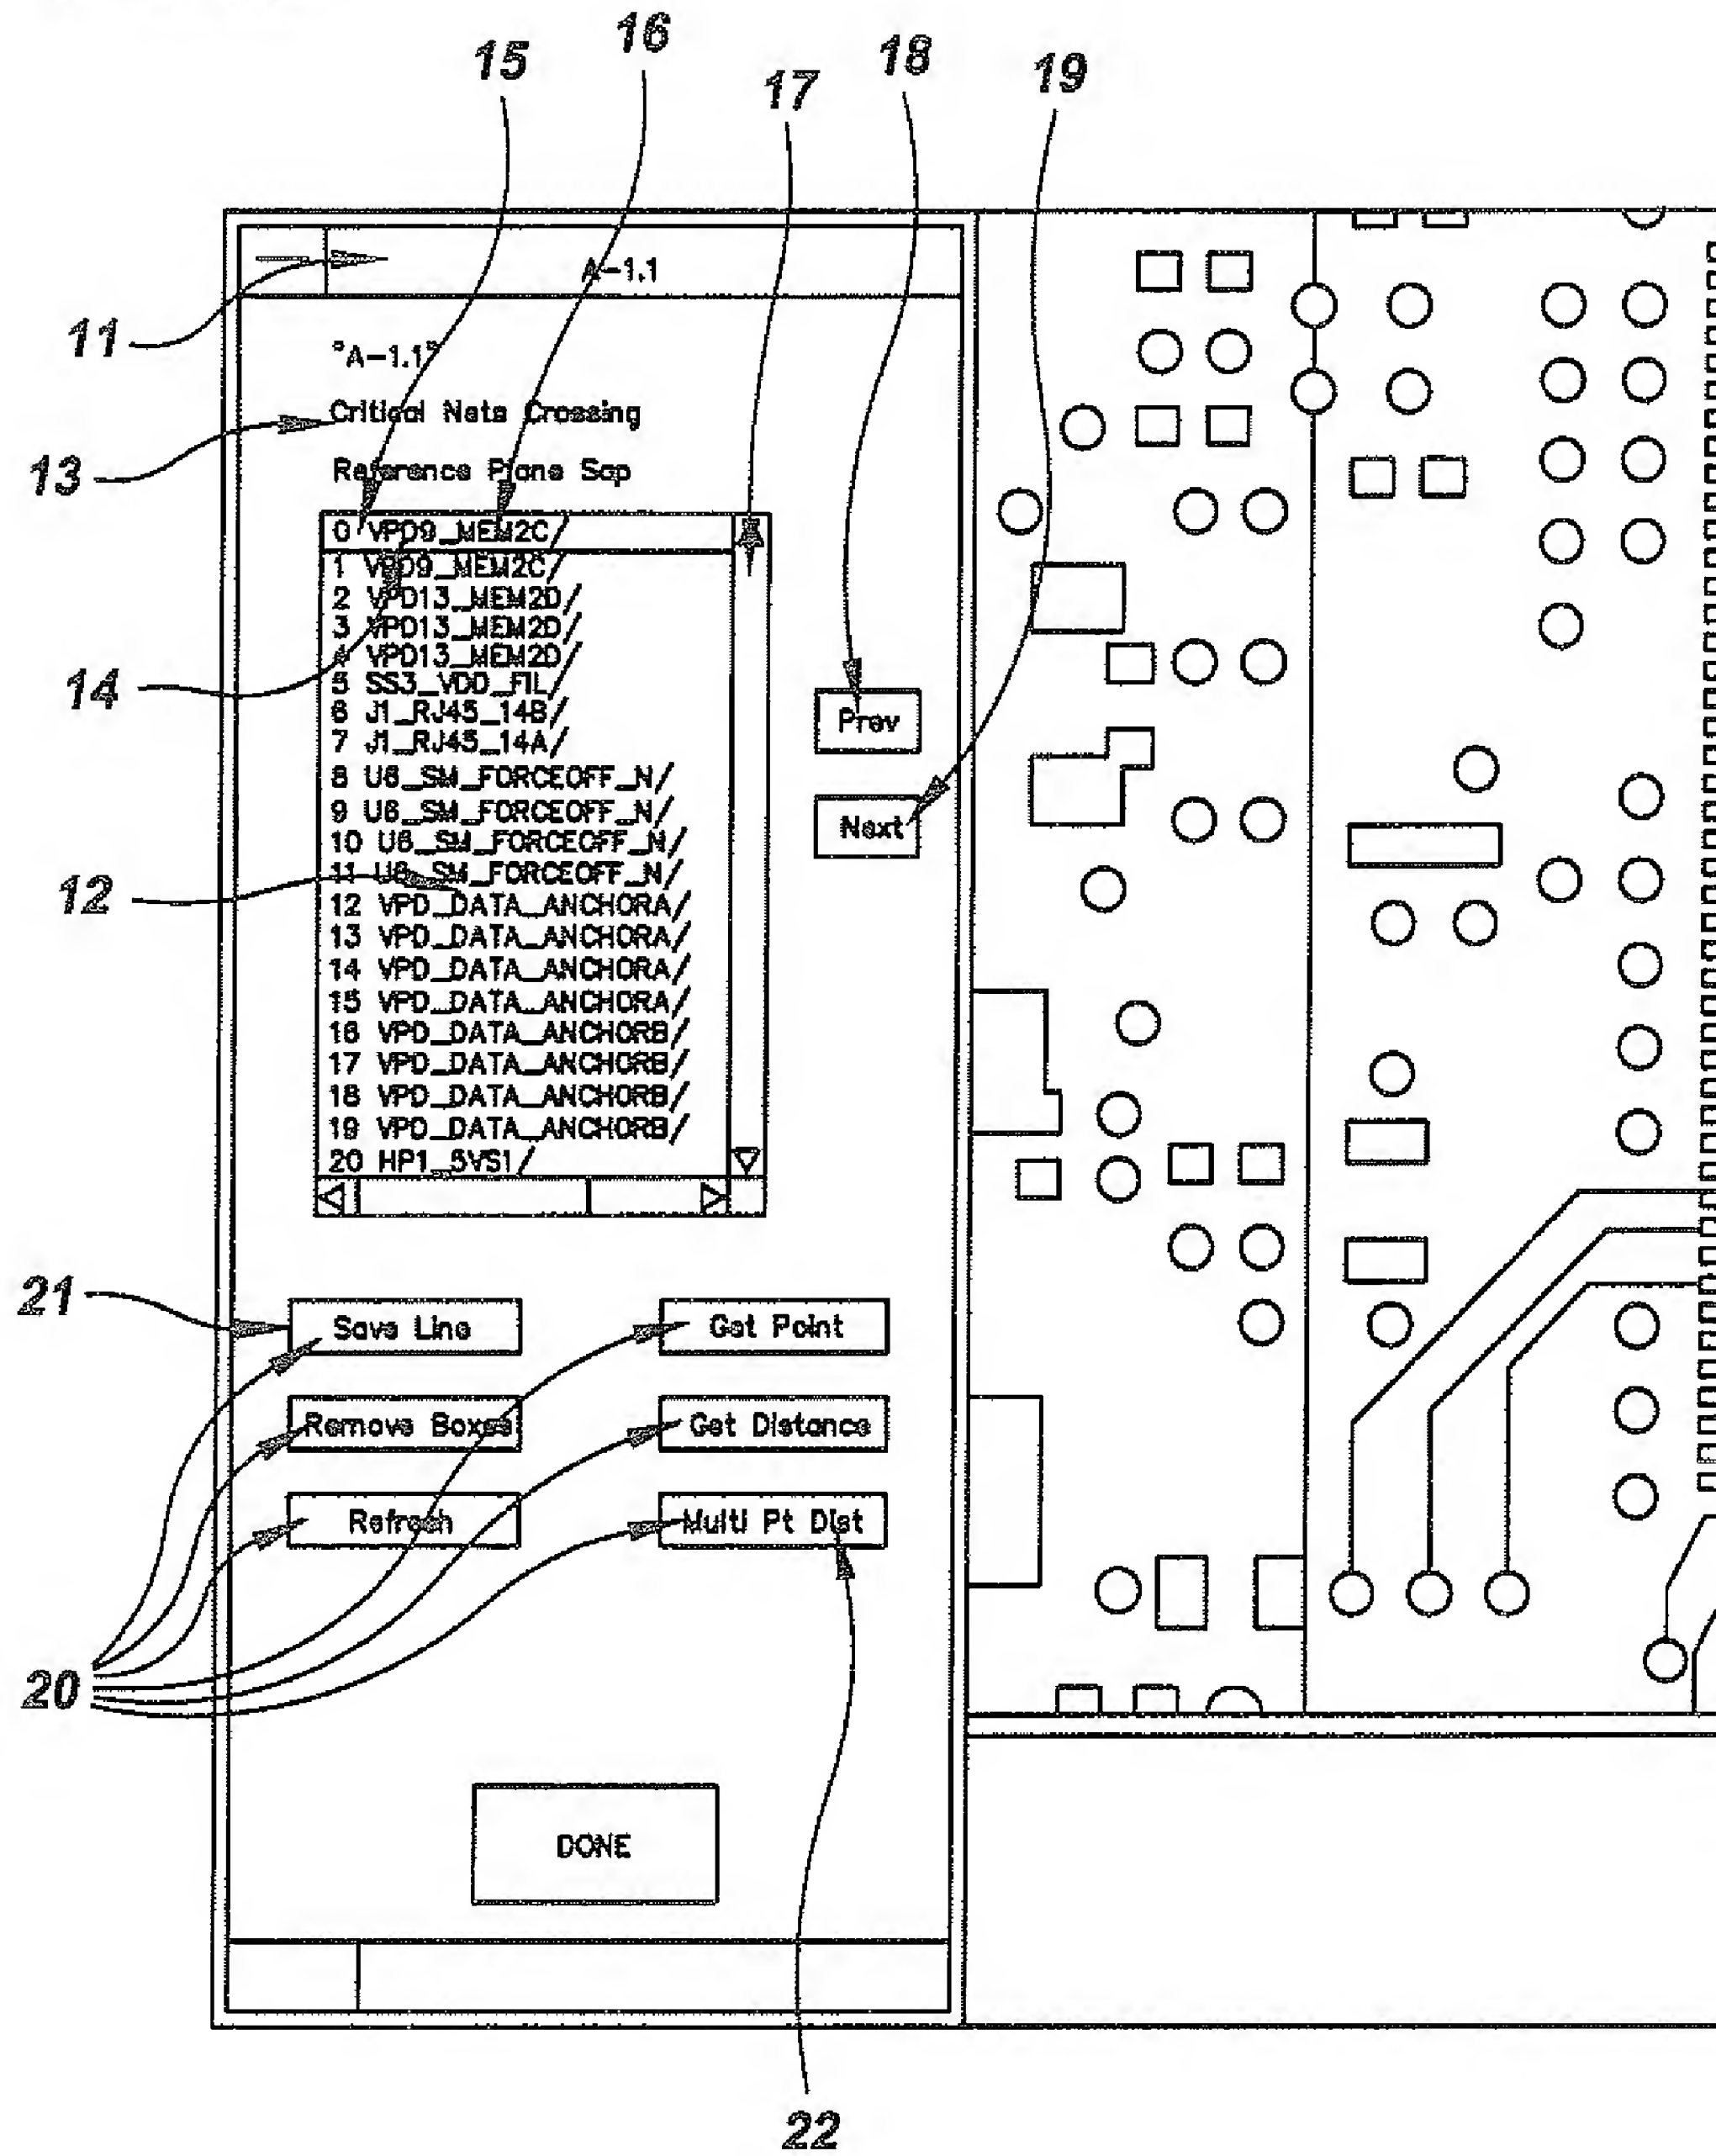 15
16
17
18
19
A-1.1
11
"A-1.1"
Critical Nets Crossing
13
Reference Plane Gap
0 VPD9_MEM2C/
1 VPD9_MEM2C/
2 VPD13_MEM2D/
3 VPD13_MEM2D/
4 VPD13_MEM2D/
14
5 SS3_VDD_FIL/
6 J1_RJ45_14B/
7 J1_RJ45_14A/
Prev
8 U6_SM_FORCEOFF_N/
9 U6_SM_FORCEOFF_N/
Next
10 U6_SM_FORCEOFF_N/
11 U6_SM_FORCEOFF_N/
12
12 VPD_DATA_ANCHORA/
13 VPD_DATA_ANCHORA/
14 VPD_DATA_ANCHORA/
15 VPD_DATA_ANCHORA/
16 VPD_DATA_ANCHORB/
17 VPD_DATA_ANCHORB/
18 VPD_DATA_ANCHORB/
19 VPD_DATA_ANCHORB/
20 HP1_5VS1/
21
Save Line
Get Point
Remove Boxes
Get Distance
Refresh
Multi Pt Dist
20
DONE
22